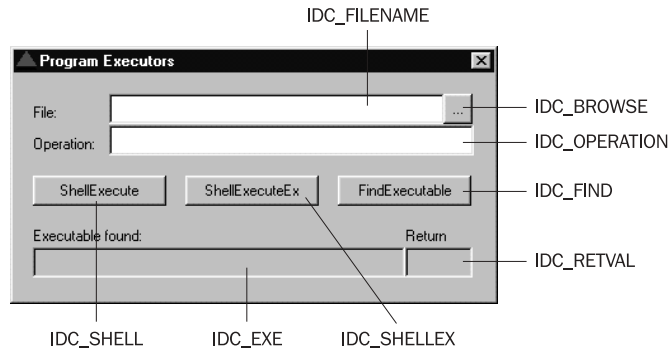 IDC_FILENAME
Program Executors
File:
...
IDC_BROWSE
Operation:
IDC_OPERATION
ShellExecute
ShellExecuteEx
FindExecutable
IDC_FIND
Executable found:
Return
IDC_RETVAL
IDC_SHELL
IDC_EXE
IDC_SHELLEX